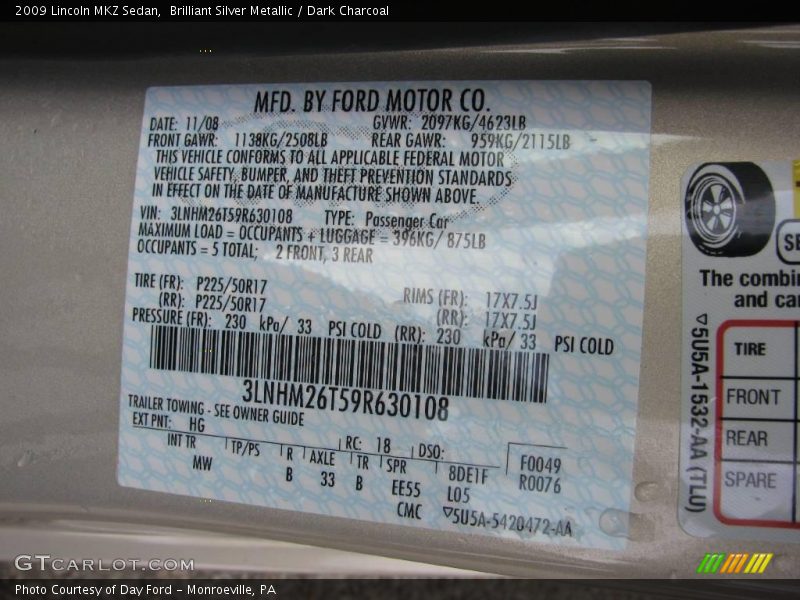 2009 Lincoln MKZ Sedan,  Brilliant Silver Metallic / Dark Charcoal
MFD. BY FORD MOTOR CO.
DATE: 11/08 GVWR: 2097KG/4623LB
FRONT GAWR: 1138KG/2508LB REAR GAWR: 959KG/2115LB
THIS VEHICLE CONFORMS TO ALL APPLICABLE FEDERAL MOTOR
VEHICLE SAFETY, BUMPER, AND THEFT PREVENTION STANDARDS
IN EFFECT ON THE DATE OF MANUFACTURE SHOWN ABOVE.
VIN: 3LNHM26T59R630108 TYPE: Passenger Car
MAXIMUM LOAD = OCCUPANTS + LUGGAGE = 396KG/ 875LB
OCCUPANTS = 5 TOTAL; 2 FRONT, 3 REAR
TIRE (FR): P225/50R17 RIMS (FR): 17X7.5J
(RR): P225/50R17 (RR): 17X7.5J
PRESSURE (FR): 230 kPa/ 33 PSI COLD (RR): 230 kPa/ 33 PSI COLD
3LNHM26T59R630108
TRAILER TOWING - SEE OWNER GUIDE
EXT PNT: HG RC: 18 DSO: F0049
INT TR TP/PS R AXLE TR SPR 8DE1F R0076
MW B 33 B EE55 L05
CMC ▽5U5A-5420472-AA
SE
The combin
and car
▽5U5A-1532-AA (TLU)
TIRE
FRONT
REAR
SPARE
GTCARLOT.COM
Photo Courtesy of Day Ford – Monroeville, PA